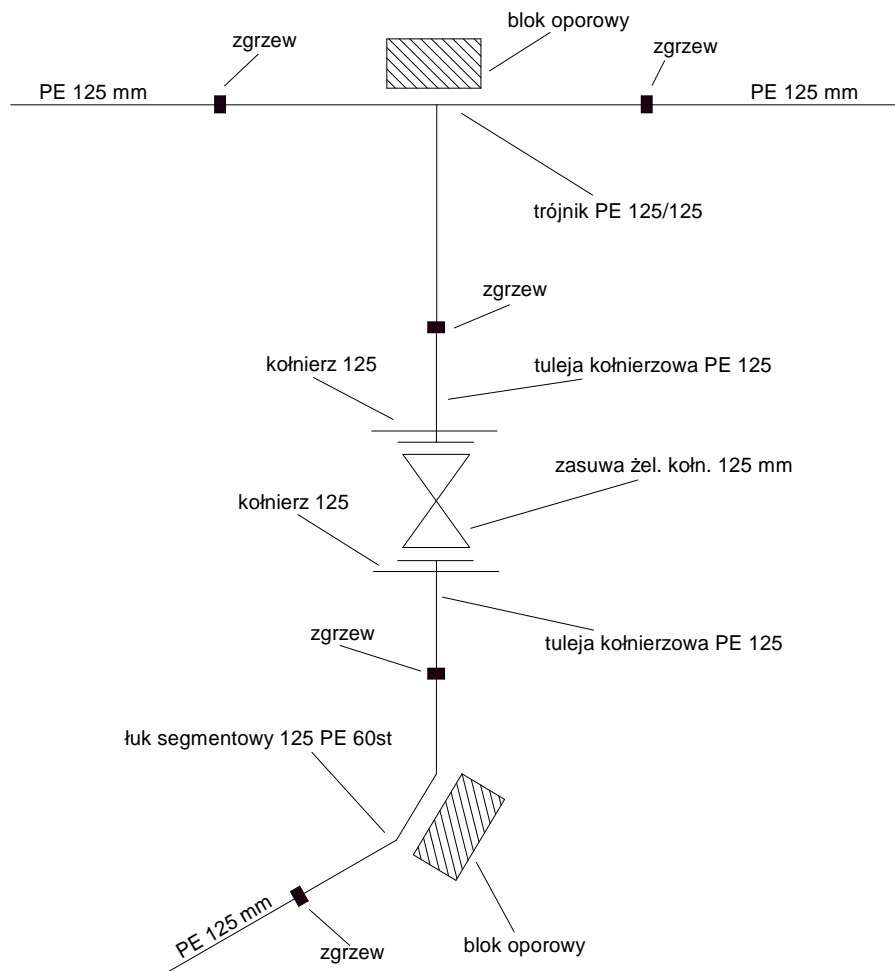 blok oporowy
zgrzew
zgrzew
PE 125 mm
PE 125 mm
trójnik PE 125/125
zgrzew
kołnierz 125
tuleja kołnierzowa PE 125
zasuwa żel. kołn. 125 mm
kołnierz 125
zgrzew
tuleja kołnierzowa PE 125
łuk segmentowy 125 PE 60st
PE 125 mm
zgrzew
blok oporowy